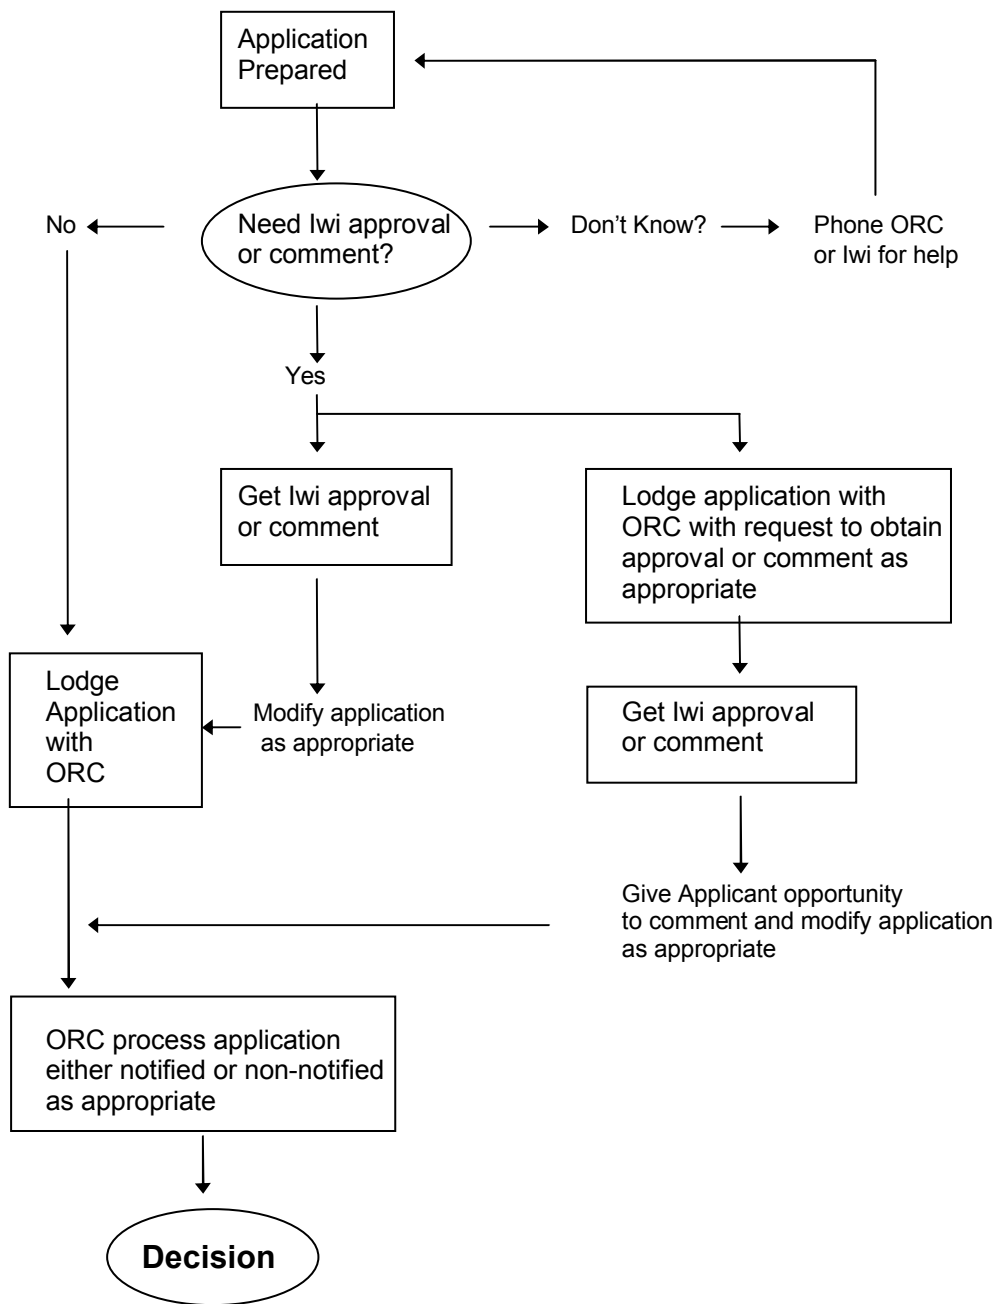 Application
Prepared
No
Need Iwi approval
or comment?
Don't Know?
Phone ORC
or Iwi for help
Yes
Get Iwi approval
or comment
Lodge application with
ORC with request to obtain
approval or comment as
appropriate
Lodge
Application
with
ORC
Modify application
as appropriate
Get Iwi approval
or comment
Give Applicant opportunity
to comment and modify application
as appropriate
ORC process application
either notified or non-notified
as appropriate
Decision